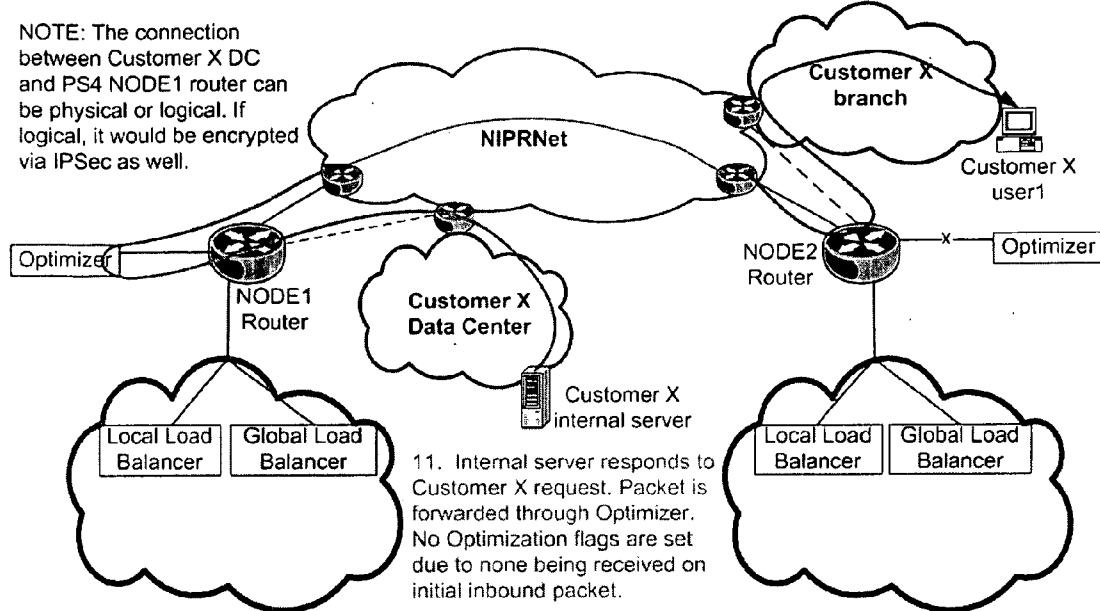 NOTE: The connection
between Customer X DC
and PS4 NODE1 router can
be physical or logical. If
logical, it would be encrypted
via IPSec as well.
NIPRNet
Customer X
branch
Customer X
user1
Optimizer
NODE1
Router
Customer X
Data Center
NODE2
Router
x
Optimizer
Customer X
internal server
Local Load
Balancer
Global Load
Balancer
11. Internal server responds to
Customer X request. Packet is
forwarded through Optimizer.
No Optimization flags are set
due to none being received on
initial inbound packet.
Local Load
Balancer
Global Load
Balancer